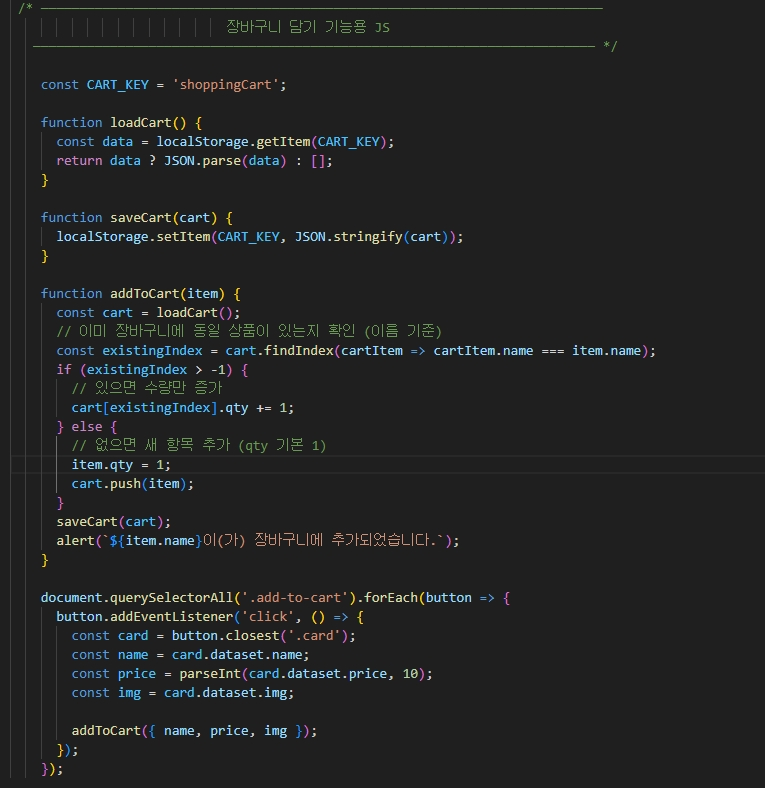 /* ──────────────────────────────
장바구니 담기 기능용 JS
────────────────────────────── */
const CART_KEY = 'shoppingCart';
function loadCart() {
const data = localStorage.getItem(CART_KEY);
return data ? JSON.parse(data) : [];
}
function saveCart(cart) {
localStorage.setItem(CART_KEY, JSON.stringify(cart));
}
function addToCart(item) {
const cart = loadCart();
// 이미 장바구니에 동일 상품이 있는지 확인 (이름 기준)
const existingIndex = cart.findIndex(cartItem => cartItem.name === item.name);
if (existingIndex > -1) {
// 있으면 수량만 증가
cart[existingIndex].qty += 1;
} else {
// 없으면 새 항목 추가 (qty 기본 1)
item.qty = 1;
cart.push(item);
}
saveCart(cart);
alert(`${item.name}이(가) 장바구니에 추가되었습니다.`);
}
document.querySelectorAll('.add-to-cart').forEach(button => {
button.addEventListener('click', () => {
const card = button.closest('.card');
const name = card.dataset.name;
const price = parseInt(card.dataset.price, 10);
const img = card.dataset.img;
addToCart({ name, price, img });
});
});